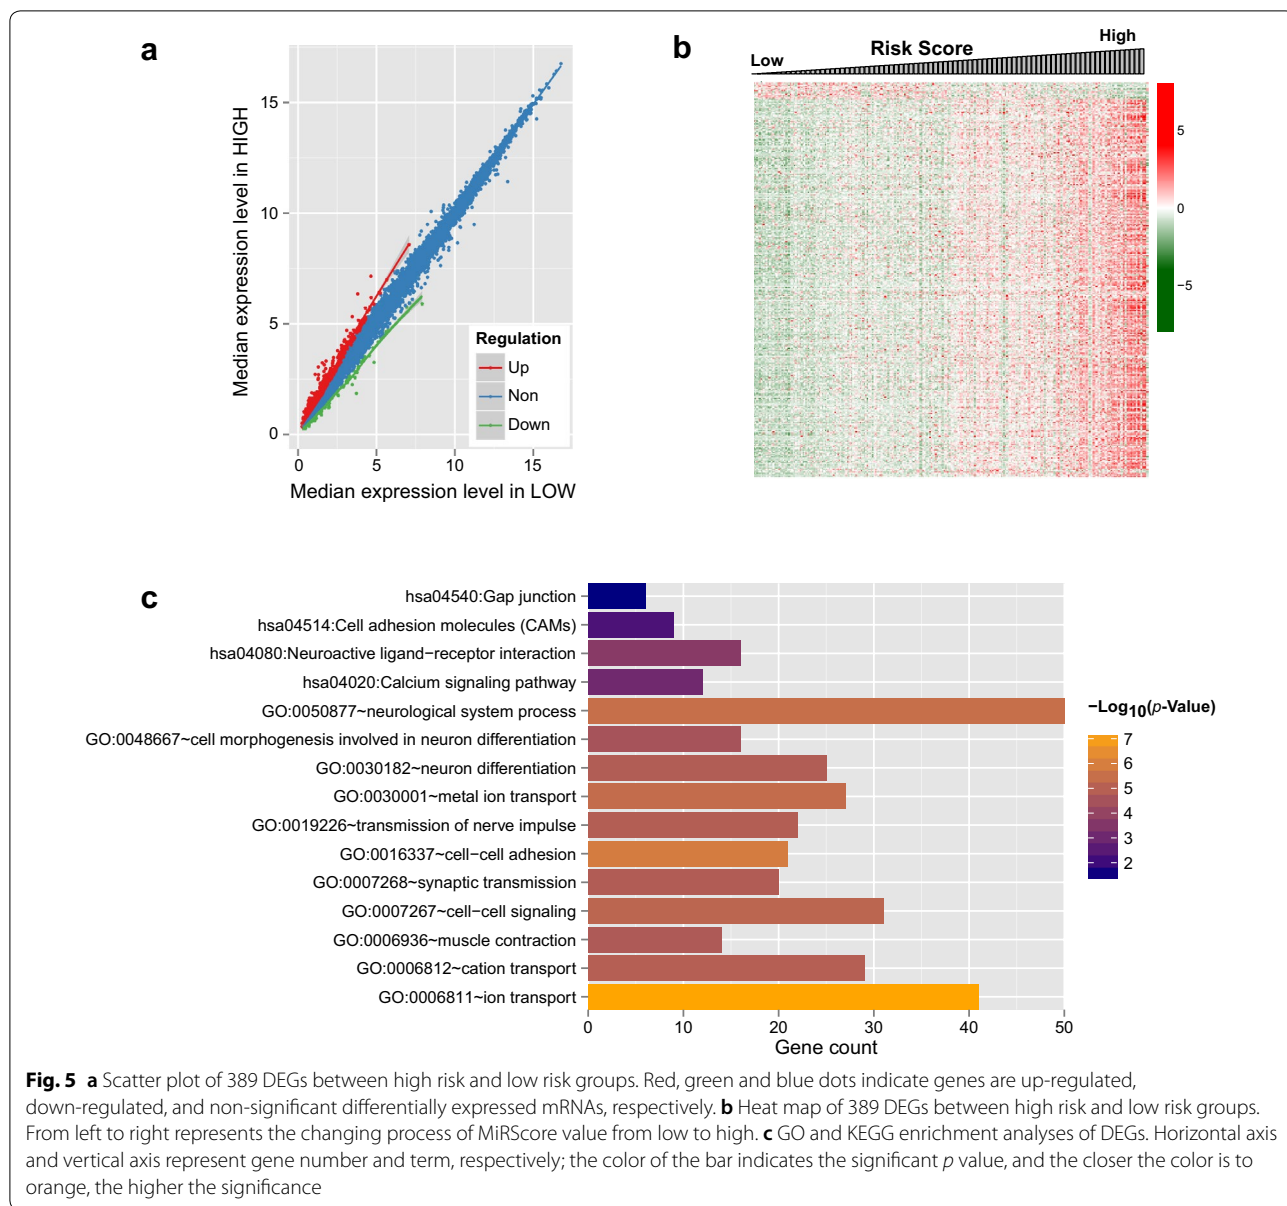 a
Median expression level in HIGH
15
10
5
0
0 5 10 15
Median expression level in LOW
Regulation
Up
Non
Down
b
Risk Score
Low
High
5
0
−5
c
hsa04540:Gap junction
hsa04514:Cell adhesion molecules (CAMs)
hsa04080:Neuroactive ligand−receptor interaction
hsa04020:Calcium signaling pathway
GO:0050877~neurological system process
GO:0048667~cell morphogenesis involved in neuron differentiation
GO:0030182~neuron differentiation
GO:0030001~metal ion transport
GO:0019226~transmission of nerve impulse
GO:0016337~cell−cell adhesion
GO:0007268~synaptic transmission
GO:0007267~cell−cell signaling
GO:0006936~muscle contraction
GO:0006812~cation transport
GO:0006811~ion transport
0 10 20 30 40 50
Gene count
−Log10(p-Value)
7
6
5
4
3
2
Fig. 5 a Scatter plot of 389 DEGs between high risk and low risk groups. Red, green and blue dots indicate genes are up-regulated,
down-regulated, and non-significant differentially expressed mRNAs, respectively. b Heat map of 389 DEGs between high risk and low risk groups.
From left to right represents the changing process of MiRScore value from low to high. c GO and KEGG enrichment analyses of DEGs. Horizontal axis
and vertical axis represent gene number and term, respectively; the color of the bar indicates the significant p value, and the closer the color is to
orange, the higher the significance